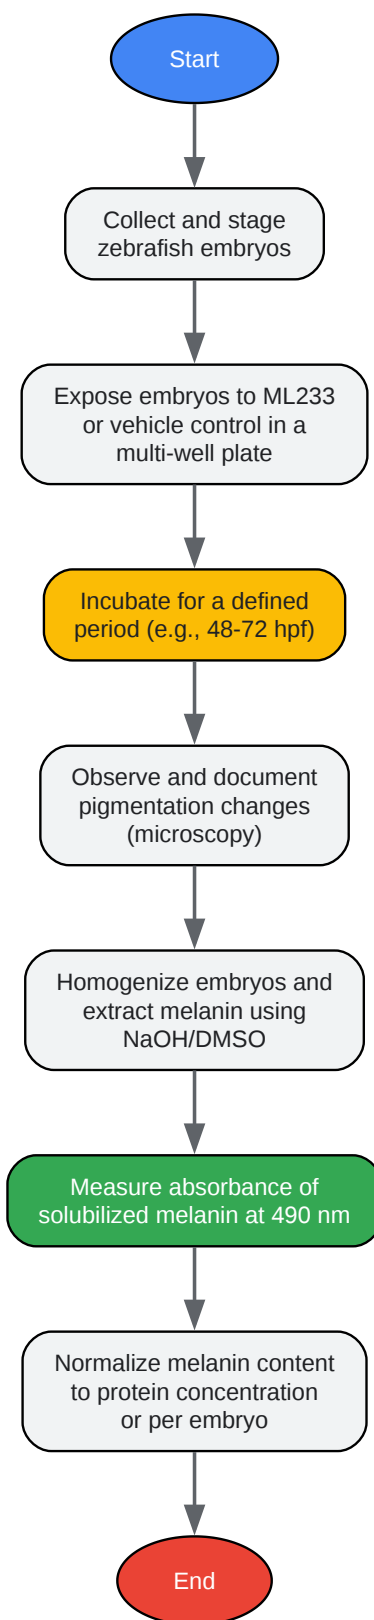 Start
Collect and stage
zebrafish embryos
Expose embryos to ML233
or vehicle control in a
multi-well plate
Incubate for a defined
period (e.g., 48-72 hpf)
Observe and document
pigmentation changes
(microscopy)
Homogenize embryos and
extract melanin using
NaOH/DMSO
Measure absorbance of
solubilized melanin at 490 nm
Normalize melanin content
to protein concentration
or per embryo
End